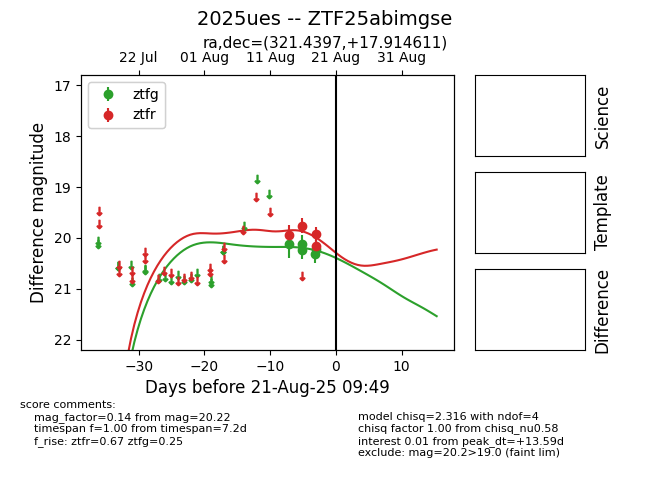 2025ues -- ZTF25abimgse
ra,dec=(321.4397,+17.914611)
22 Jul 01 Aug 11 Aug 21 Aug 31 Aug
ztfg
ztfr
17
18
19
20
21
22
Difference magnitude
−30 −20 −10 0 10
Days before 21-Aug-25 09:49
Science
Template
Difference
score comments:
mag_factor=0.14 from mag=20.22
timespan f=1.00 from timespan=7.2d
f_rise: ztfr=0.67 ztfg=0.25
model chisq=2.316 with ndof=4
chisq factor 1.00 from chisq_nu0.58
interest 0.01 from peak_dt=+13.59d
exclude: mag=20.2>19.0 (faint lim)